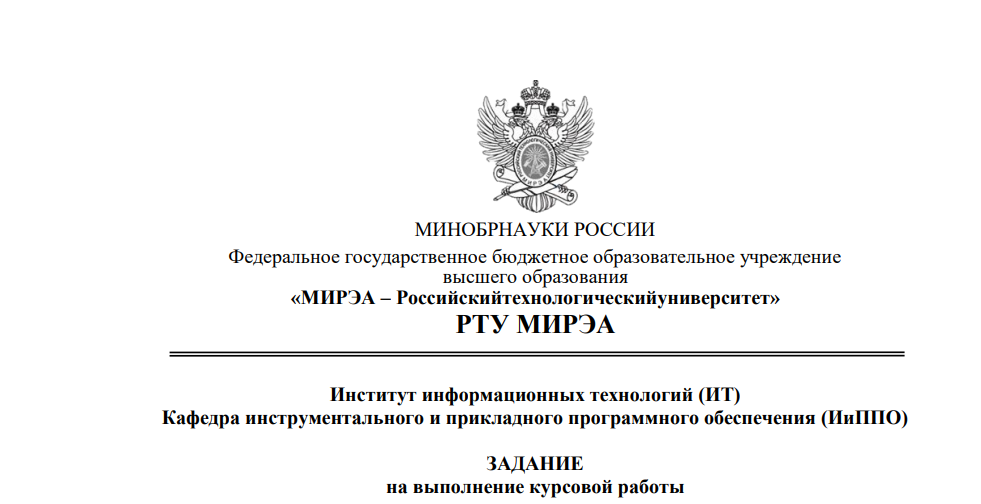 МИНОБРНАУКИ РОССИИ
Федеральное государственное бюджетное образовательное учреждение
высшего образования
«МИРЭА – Российскийтехнологическийуниверситет»
РТУ МИРЭА
Институт информационных технологий (ИТ)
Кафедра инструментального и прикладного программного обеспечения (ИиППО)
ЗАДАНИЕ
на выполнение курсовой работы